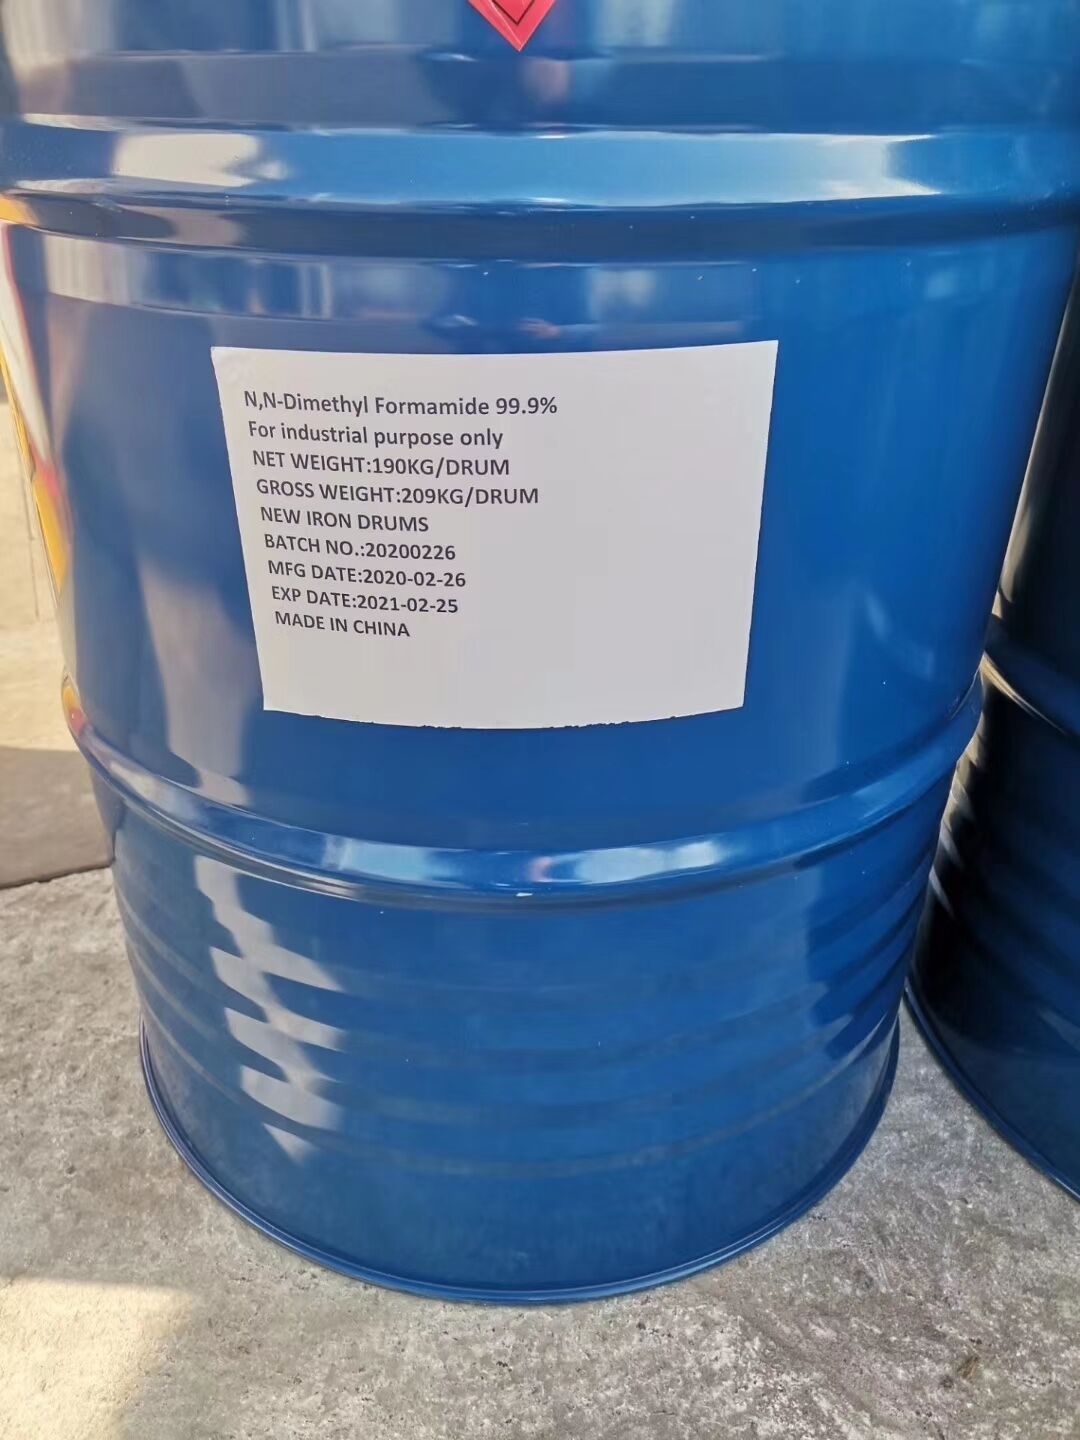 N,N-Dimethyl Formamide 99.9%
For industrial purpose only
NET WEIGHT:190KG/DRUM
GROSS WEIGHT:209KG/DRUM
NEW IRON DRUMS
BATCH NO.:20200226
MFG DATE:2020-02-26
EXP DATE:2021-02-25
MADE IN CHINA